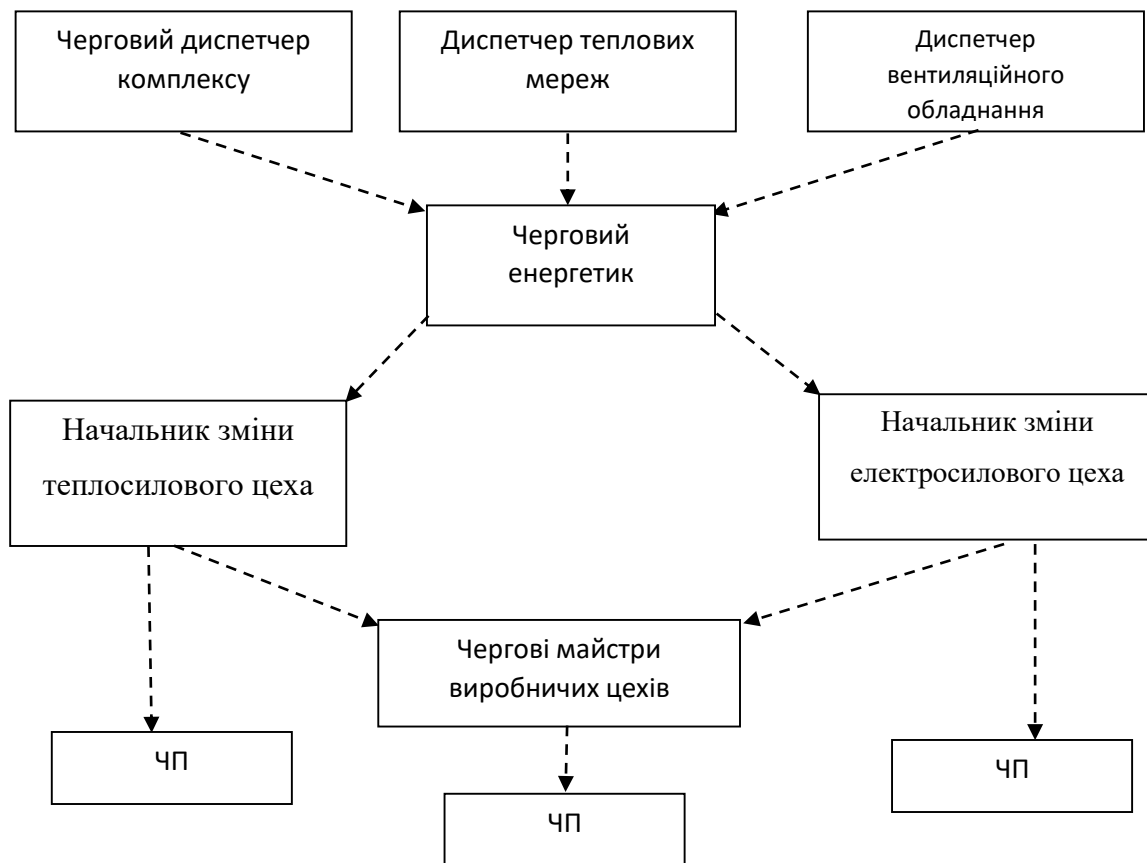 Черговий диспетчер
комплексу
Диспетчер теплових
мереж
Диспетчер
вентиляційного
обладнання
Черговий
енергетик
Начальник зміни
теплосилового цеха
Начальник зміни
електросилового цеха
Чергові майстри
виробничих цехів
ЧП
ЧП
ЧП